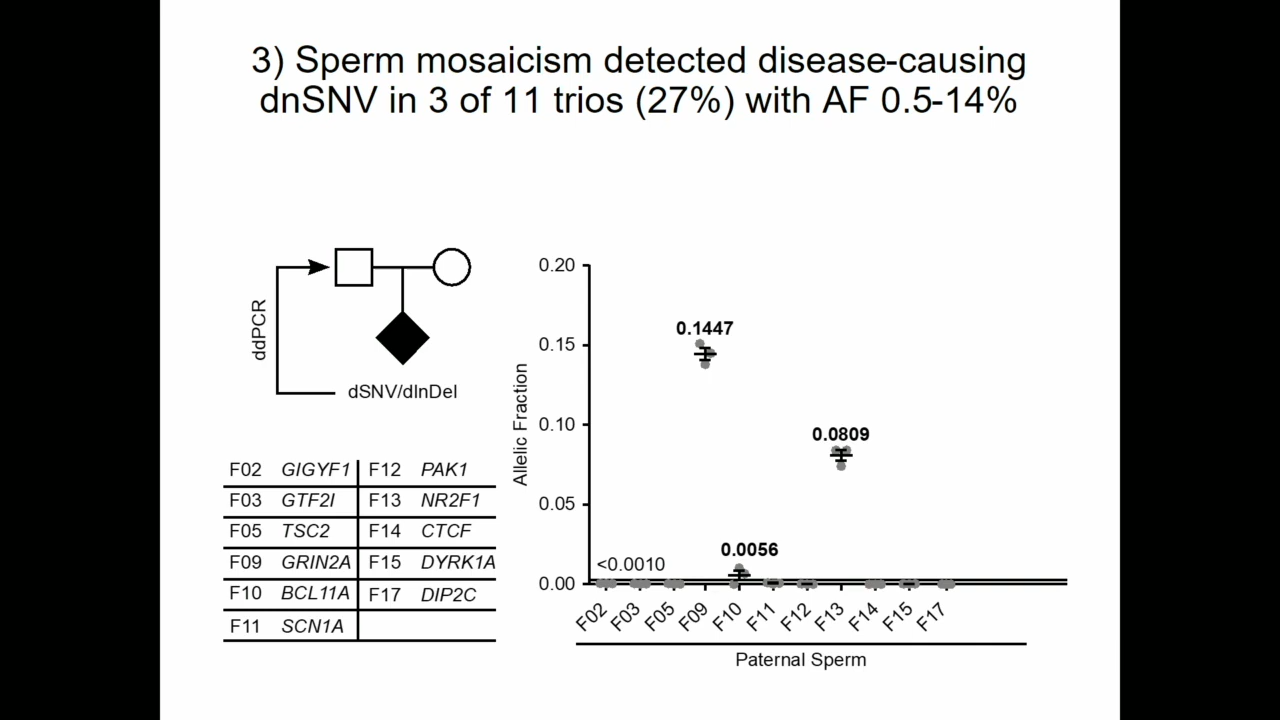 3) Sperm mosaicism detected disease-causing
dnSNV in 3 of 11 trios (27%) with AF 0.5-14%
ddPCR
dSNV/dInDel
F02 GIGYF1 F12 PAK1
F03 GTF2I F13 NR2F1
F05 TSC2 F14 CTCF
F09 GRIN2A F15 DYRK1A
F10 BCL11A F17 DIP2C
F11 SCN1A
Allelic Fraction
0.20
0.15
0.10
0.05
0.00
0.1447
0.0809
0.0056
<0.0010
F02 F03 F05 F09 F10 F11 F12 F13 F14 F15 F17
Paternal Sperm